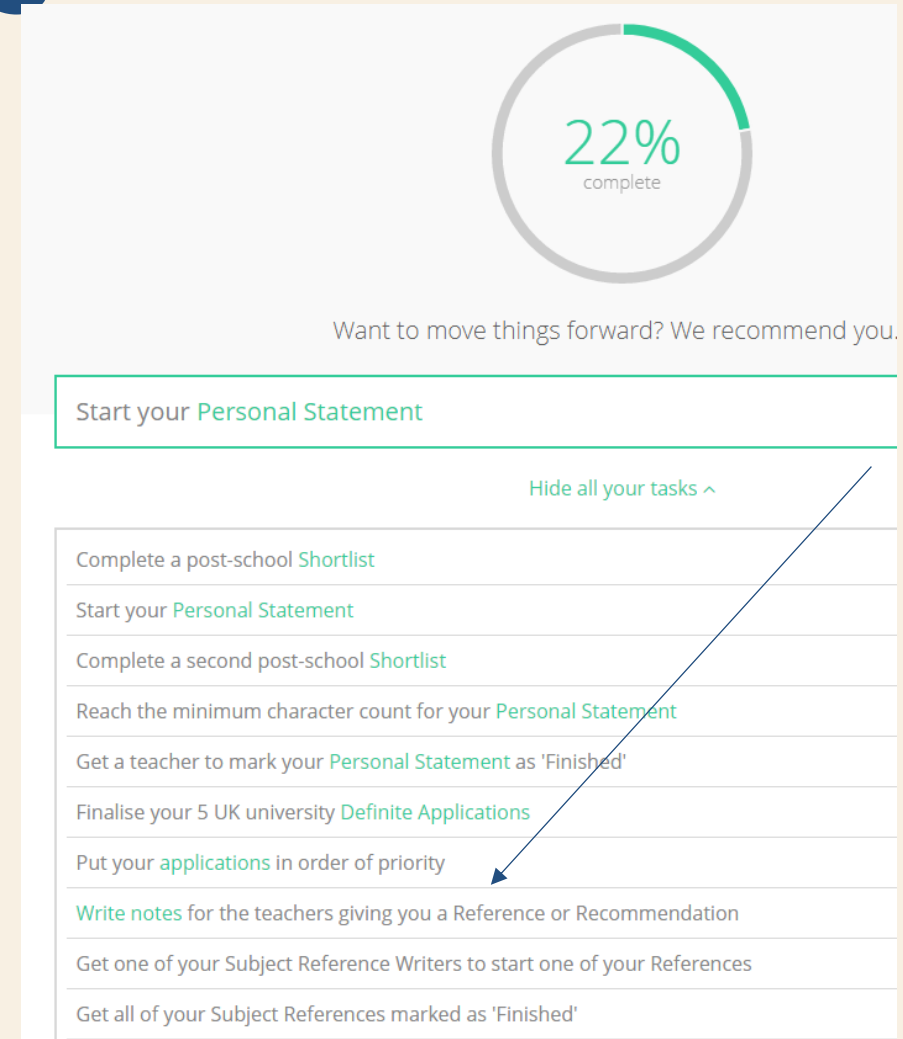 22%
complete
Want to move things forward? We recommend you.
Start your Personal Statement
Hide all your tasks
Complete a post-school Shortlist
Start your Personal Statement
Complete a second post-school Shortlist
Reach the minimum character count for your Personal Statement
Get a teacher to mark your Personal Statement as 'Finished'
Finalise your 5 UK university Definite Applications
Put your applications in order of priority
Write notes for the teachers giving you a Reference or Recommendation
Get one of your Subject Reference Writers to start one of your References
Get all of your Subject References marked as 'Finished'